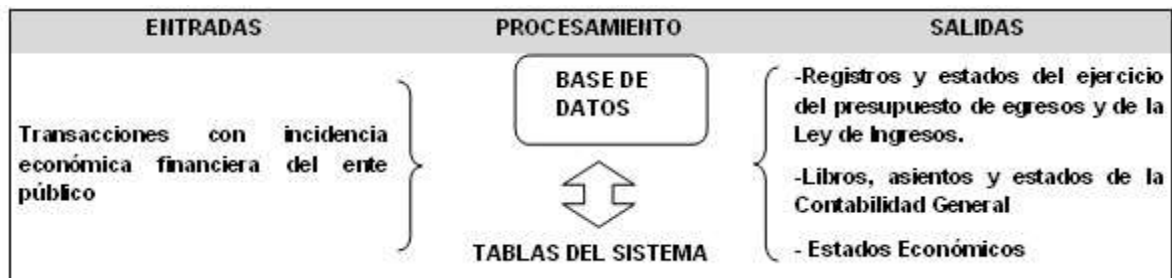 ENTRADAS PROCESAMIENTO SALIDAS
Transacciones con incidencia
económica financiera del ente
público
BASE DE
DATOS
TABLAS DEL SISTEMA
-Registros y estados del ejercicio
del presupuesto de egresos y de la
Ley de Ingresos.
-Libros, asientos y estados de la
Contabilidad General
- Estados Económicos